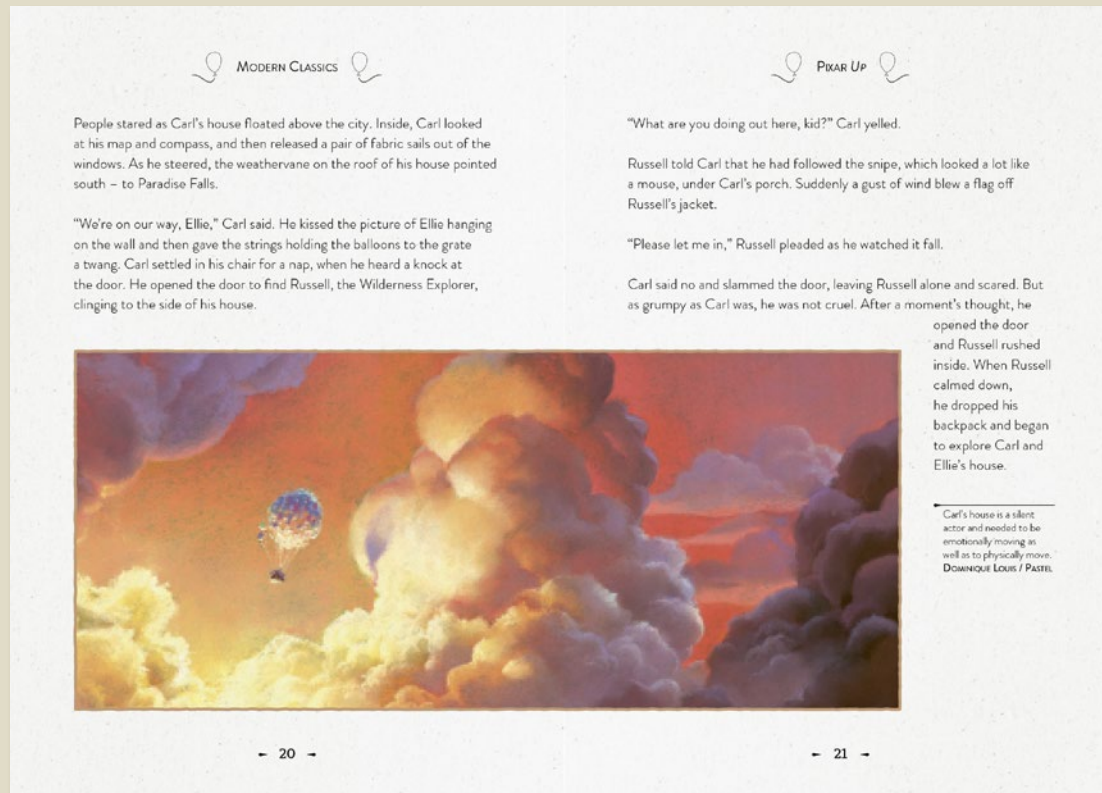 MODERN CLASSICS
People stared as Carl's house floated above the city. Inside, Carl looked
at his map and compass, and then released a pair of fabric sails out of the
windows. As he steered, the weathervane on the roof of his house pointed
south – to Paradise Falls.
“We're on our way, Ellie,” Carl said. He kissed the picture of Ellie hanging
on the wall and then gave the strings holding the balloons to the grate
a twang. Carl settled in his chair for a nap, when he heard a knock at
the door. He opened the door to find Russell, the Wilderness Explorer,
clinging to the side of his house.
20
PIXAR UP
“What are you doing out here, kid?” Carl yelled.
Russell told Carl that he had followed the snipe, which looked a lot like
a mouse, under Carl's porch. Suddenly a gust of wind blew a flag off
Russell's jacket.
“Please let me in,” Russell pleaded as he watched it fall.
Carl said no and slammed the door, leaving Russell alone and scared. But
as grumpy as Carl was, he was not cruel. After a moment's thought, he
opened the door
and Russell rushed
inside. When Russell
calmed down,
he dropped his
backpack and began
to explore Carl and
Ellie's house.
Carl's house is a silent
actor and needed to be
emotionally moving as
well as to physically move.
DOMINIQUE LOUIS / PASTEL
21